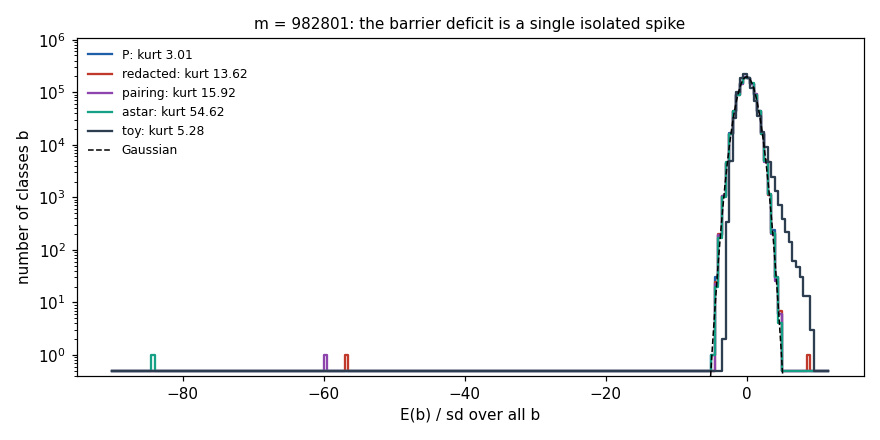 m = 982801: the barrier deficit is a single isolated spike
number of classes b
10⁶
10⁵
10⁴
10³
10²
10¹
10⁰
P: kurt 3.01
redacted: kurt 13.62
pairing: kurt 15.92
astar: kurt 54.62
toy: kurt 5.28
Gaussian
−80
−60
−40
−20
0
E(b) / sd over all b